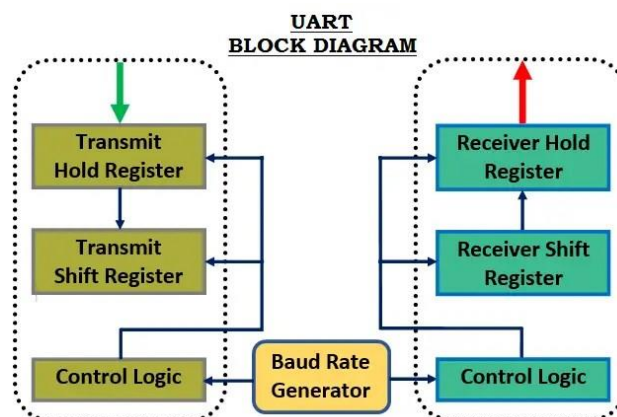 UART
BLOCK DIAGRAM
Transmit
Hold Register
Transmit
Shift Register
Control Logic
Baud Rate
Generator
Receiver Hold
Register
Receiver Shift
Register
Control Logic